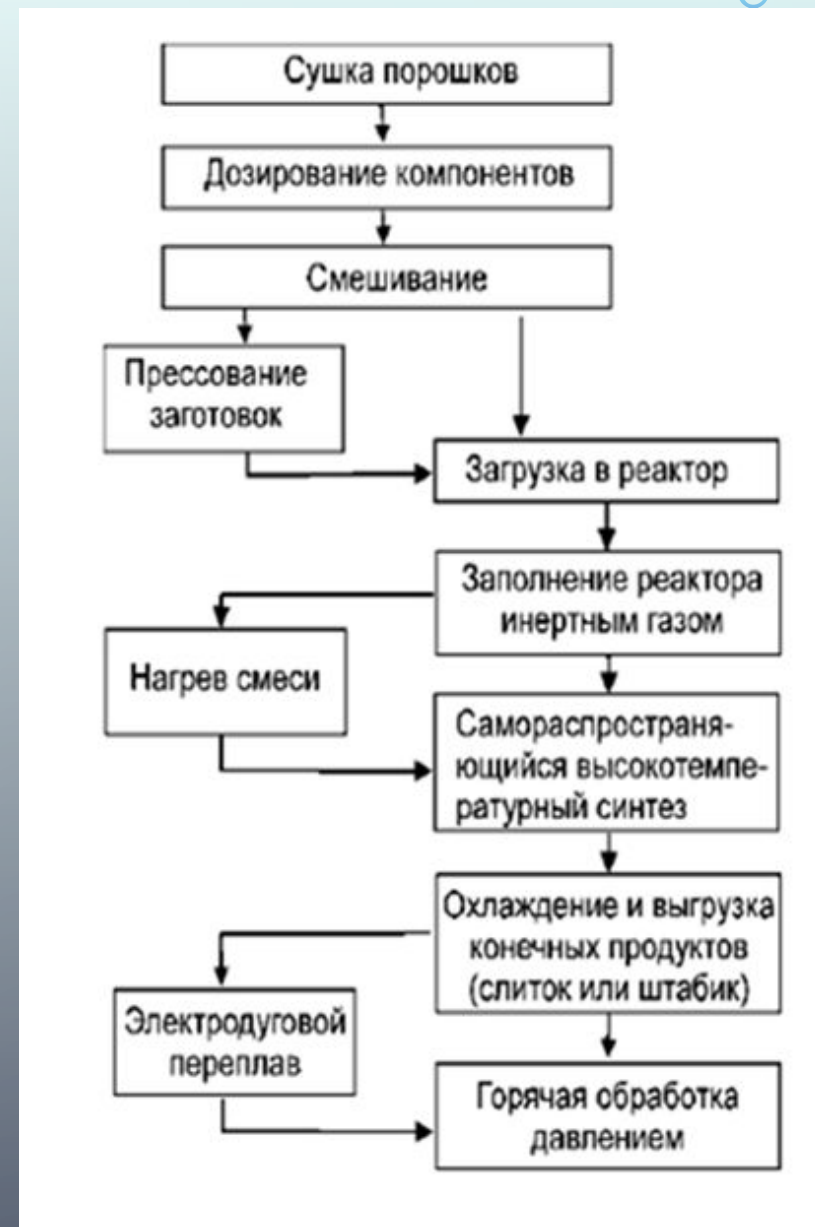 Сушка порошков
Дозирование компонентов
Смешивание
Прессование
заготовок
Загрузка в реактор
Заполнение реактора
инертным газом
Нагрев смеси
Самораспространя-
ющийся высокотемпе-
ратурный синтез
Охлаждение и выгрузка
конечных продуктов
(слиток или штабик)
Электродуговой
переплав
Горячая обработка
давлением